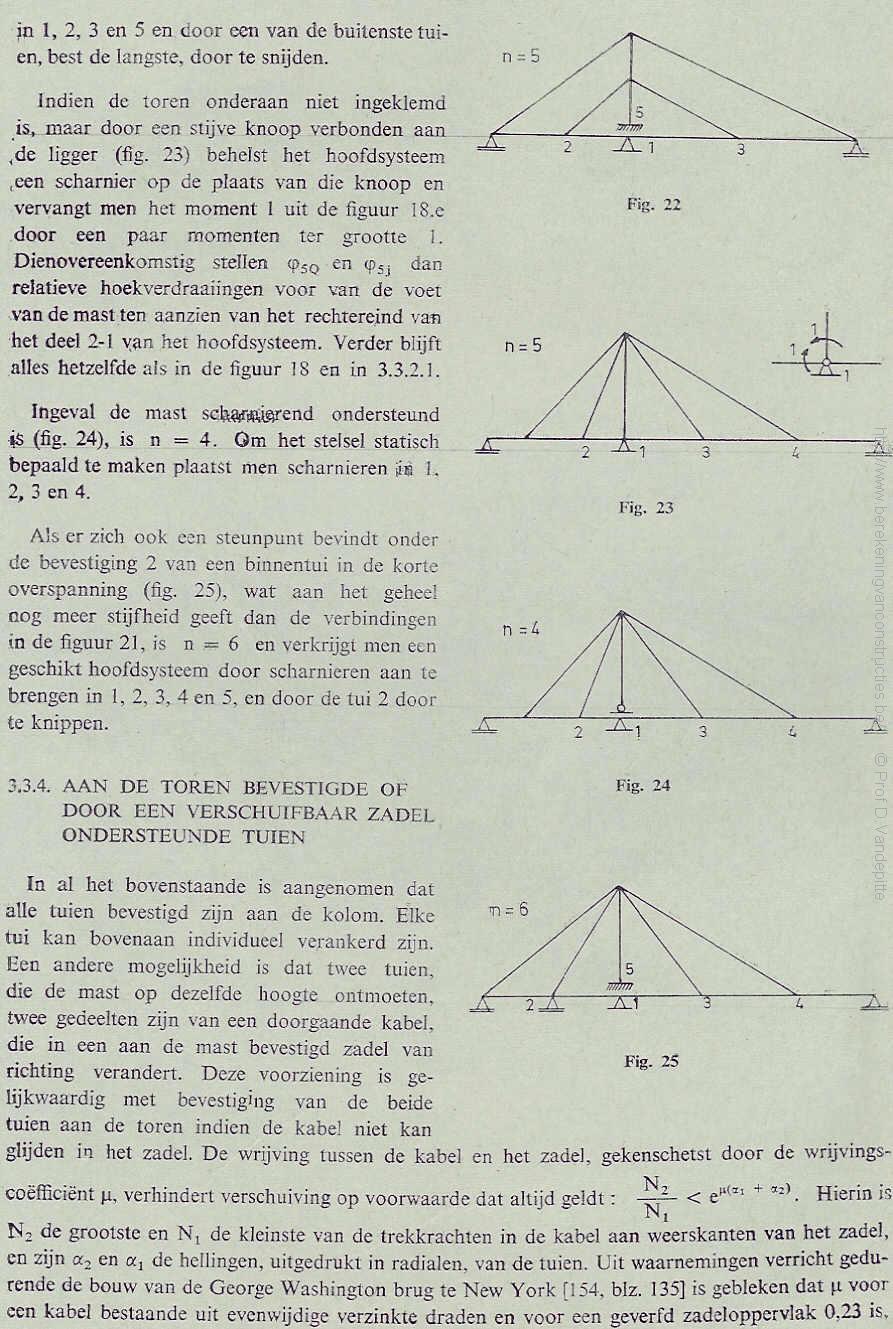 in 1, 2, 3 en 5 en door een van de buitenste tui-
en, best de langste, door te snijden.
Indien de toren onderaan niet ingeklemd
is, maar door een stijve knoop verbonden aan
de ligger (fig. 23) behelst het hoofdsysteem
een scharnier op de plaats van die knoop en
vervangt men het moment 1 uit de figuur 18.e
door een paar momenten ter grootte 1.
Dienovereenkomstig stellen φ₅Q en φ₅j dan
relatieve hoekverdraaiingen voor van de voet
van de mast ten aanzien van het rechtereind van
het deel 2-1 van het hoofdsysteem. Verder blijft
alles hetzelfde als in de figuur 18 en in 3.3.2.1.
Ingeval de mast scharnierend ondersteund
is (fig. 24), is n = 4. Om het stelsel statisch
bepaald te maken plaatst men scharnieren in 1,
2, 3 en 4.
Als er zich ook een steunpunt bevindt onder
de bevestiging 2 van een binnentui in de korte
overspanning (fig. 25), wat aan het geheel
nog meer stijfheid geeft dan de verbindingen
in de figuur 21, is n = 6 en verkrijgt men een
geschikt hoofdsysteem door scharnieren aan te
brengen in 1, 2, 3, 4 en 5, en door de tui 2 door
te knippen.
3.3.4. AAN DE TOREN BEVESTIGDE OF
DOOR EEN VERSCHUIFBAAR ZADEL
ONDERSTEUNDE TUIEN
In al het bovenstaande is aangenomen dat
alle tuien bevestigd zijn aan de kolom. Elke
tui kan bovenaan individueel verankerd zijn.
Een andere mogelijkheid is dat twee tuien,
die de mast op dezelfde hoogte ontmoeten,
twee gedeelten zijn van een doorgaande kabel,
die in een aan de mast bevestigd zadel van
richting verandert. Deze voorziening is ge-
lijkwaardig met bevestiging van de beide
tuien aan de toren indien de kabel niet kan
glijden in het zadel. De wrijving tussen de kabel en het zadel, gekenschetst door de wrijvings-
coëfficiënt μ, verhindert verschuiving op voorwaarde dat altijd geldt : N₂/N₁ < e^μ(α₁ + α₂). Hierin is
N₂ de grootste en N₁ de kleinste van de trekkrachten in de kabel aan weerskanten van het zadel,
en zijn α₂ en α₁ de hellingen, uitgedrukt in radialen, van de tuien. Uit waarnemingen verricht gedu-
rende de bouw van de George Washington brug te New York [154, blz. 135] is gebleken dat μ voor
een kabel bestaande uit evenwijdige verzinkte draden en voor een geverfd zadeloppervlak 0,23 is,
n = 5
5
2 1 3
Fig. 22
n = 5
1
1
1
2 1 3 4
Fig. 23
n = 4
2 1 3 4
Fig. 24
n = 6
5
2 1 3 4
Fig. 25
http://www.berekeningvanconstructies.be/ © Prof D. Vandepitte